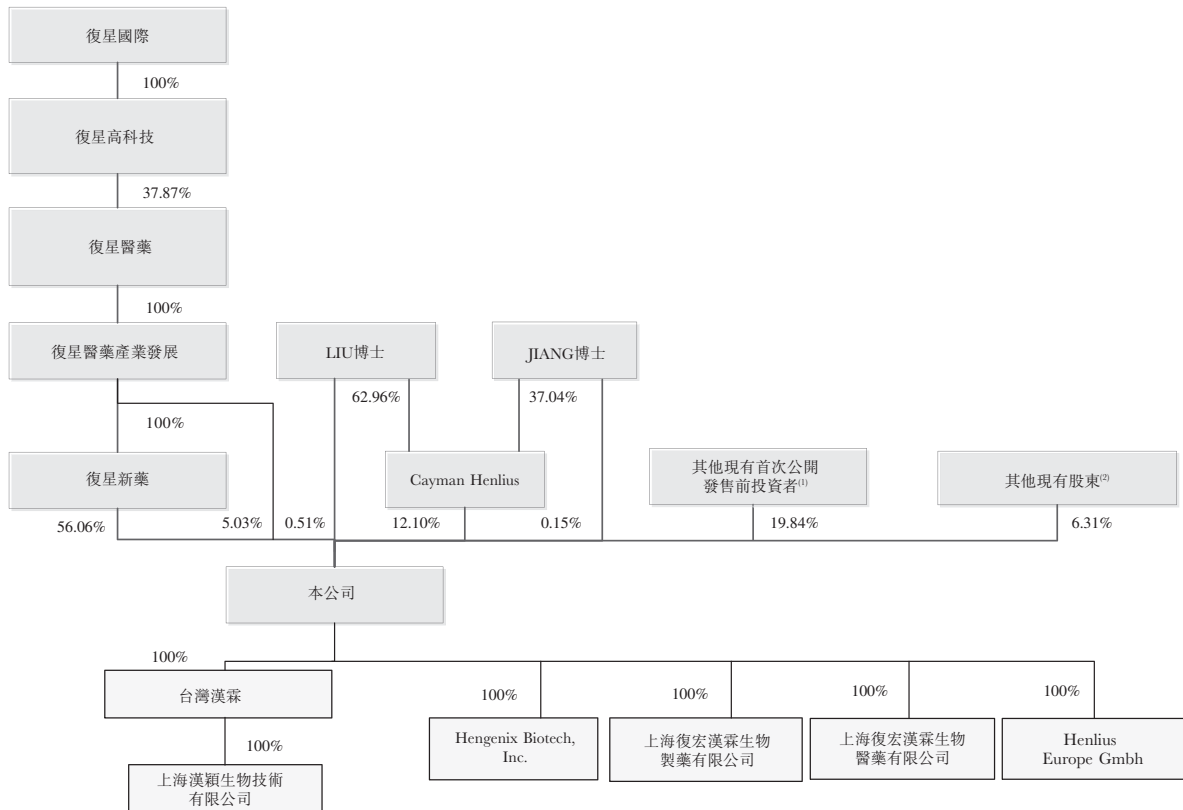 復星國際
100%
復星高科技
37.87%
復星醫藥
100%
復星醫藥產業發展
LIU博士
JIANG博士
62.96%
37.04%
100%
復星新藥
Cayman Henlius
其他現有首次公開
發售前投資者(1)
其他現有股東(2)
56.06%
5.03%
0.51%
12.10%
0.15%
19.84%
6.31%
本公司
100%
台灣漢霖
100%
上海漢穎生物技術
有限公司
100%
Hengenix Biotech,
Inc.
100%
上海復宏漢霖生物
製藥有限公司
100%
上海復宏漢霖生物
醫藥有限公司
100%
Henlius
Europe Gmbh